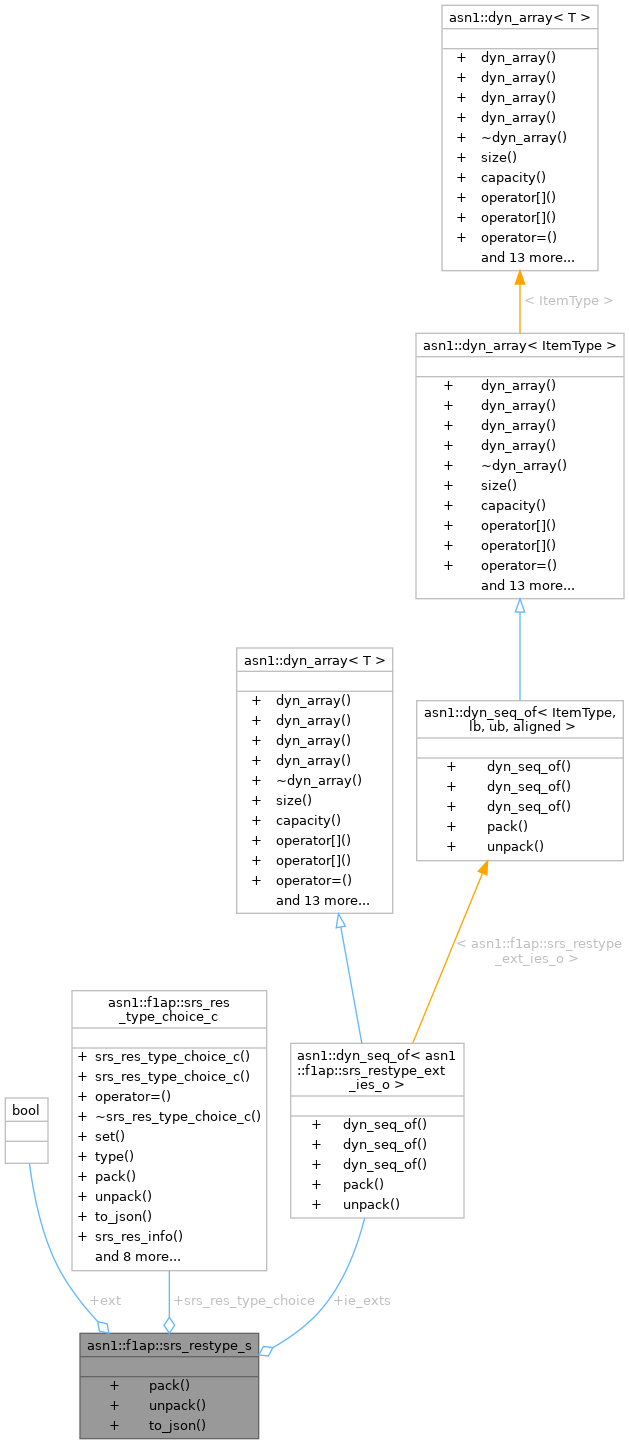 asn1::dyn_array< T >
+ dyn_array()
+ dyn_array()
+ dyn_array()
+ dyn_array()
+ ~dyn_array()
+ size()
+ capacity()
+ operator[]()
+ operator[]()
+ operator=()
and 13 more...
< ItemType >
asn1::dyn_array< ItemType >
+ dyn_array()
+ dyn_array()
+ dyn_array()
+ dyn_array()
+ ~dyn_array()
+ size()
+ capacity()
+ operator[]()
+ operator[]()
+ operator=()
and 13 more...
asn1::dyn_array< T >
+ dyn_array()
+ dyn_array()
+ dyn_array()
+ dyn_array()
+ ~dyn_array()
+ size()
+ capacity()
+ operator[]()
+ operator[]()
+ operator=()
and 13 more...
asn1::dyn_seq_of< ItemType,
lb, ub, aligned >
+ dyn_seq_of()
+ dyn_seq_of()
+ dyn_seq_of()
+ pack()
+ unpack()
< asn1::f1ap::srs_restype
_ext_ies_o >
asn1::f1ap::srs_res
_type_choice_c
+ srs_res_type_choice_c()
+ srs_res_type_choice_c()
+ operator=()
+ ~srs_res_type_choice_c()
+ set()
+ type()
+ pack()
+ unpack()
+ to_json()
+ srs_res_info()
and 8 more...
asn1::dyn_seq_of< asn1
::f1ap::srs_restype_ext
_ies_o >
+ dyn_seq_of()
+ dyn_seq_of()
+ dyn_seq_of()
+ pack()
+ unpack()
bool
+ext
+srs_res_type_choice
+ie_exts
asn1::f1ap::srs_restype_s
+ pack()
+ unpack()
+ to_json()